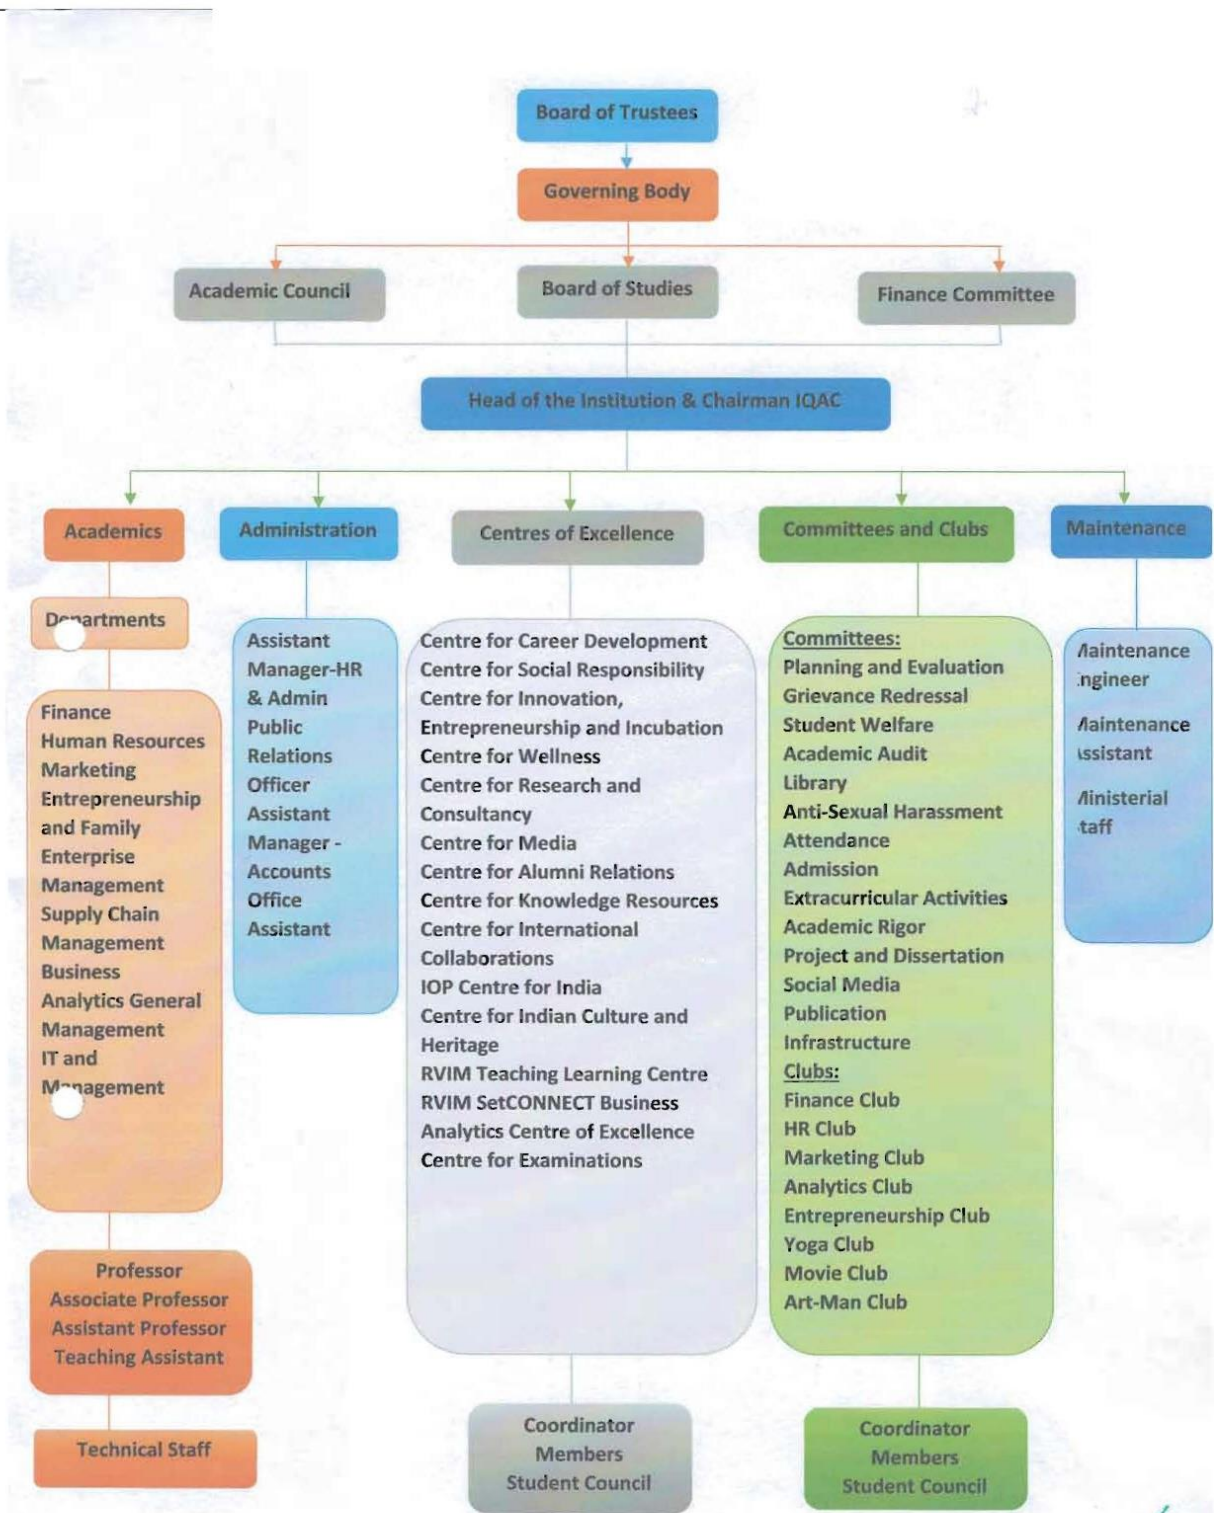 Board of Trustees
Governing Body
Academic Council
Board of Studies
Finance Committee
Head of the Institution & Chairman IQAC
Academics
Administration
Centres of Excellence
Committees and Clubs
Maintenance
Departments
Finance
Human Resources
Marketing
Entrepreneurship
and Family
Enterprise
Management
Supply Chain
Management
Business
Analytics General
Management
IT and
Management
Professor
Associate Professor
Assistant Professor
Teaching Assistant
Technical Staff
Assistant
Manager-HR
& Admin
Public
Relations
Officer
Assistant
Manager -
Accounts
Office
Assistant
Centre for Career Development
Centre for Social Responsibility
Centre for Innovation,
Entrepreneurship and Incubation
Centre for Wellness
Centre for Research and
Consultancy
Centre for Media
Centre for Alumni Relations
Centre for Knowledge Resources
Centre for International
Collaborations
IOP Centre for India
Centre for Indian Culture and
Heritage
RVIM Teaching Learning Centre
RVIM SetCONNECT Business
Analytics Centre of Excellence
Centre for Examinations
Coordinator
Members
Student Council
Committees:
Planning and Evaluation
Grievance Redressal
Student Welfare
Academic Audit
Library
Anti-Sexual Harassment
Attendance
Admission
Extracurricular Activities
Academic Rigor
Project and Dissertation
Social Media
Publication
Infrastructure
Clubs:
Finance Club
HR Club
Marketing Club
Analytics Club
Entrepreneurship Club
Yoga Club
Movie Club
Art-Man Club
Coordinator
Members
Student Council
Maintenance
Engineer
Maintenance
Assistant
Ministerial
Staff